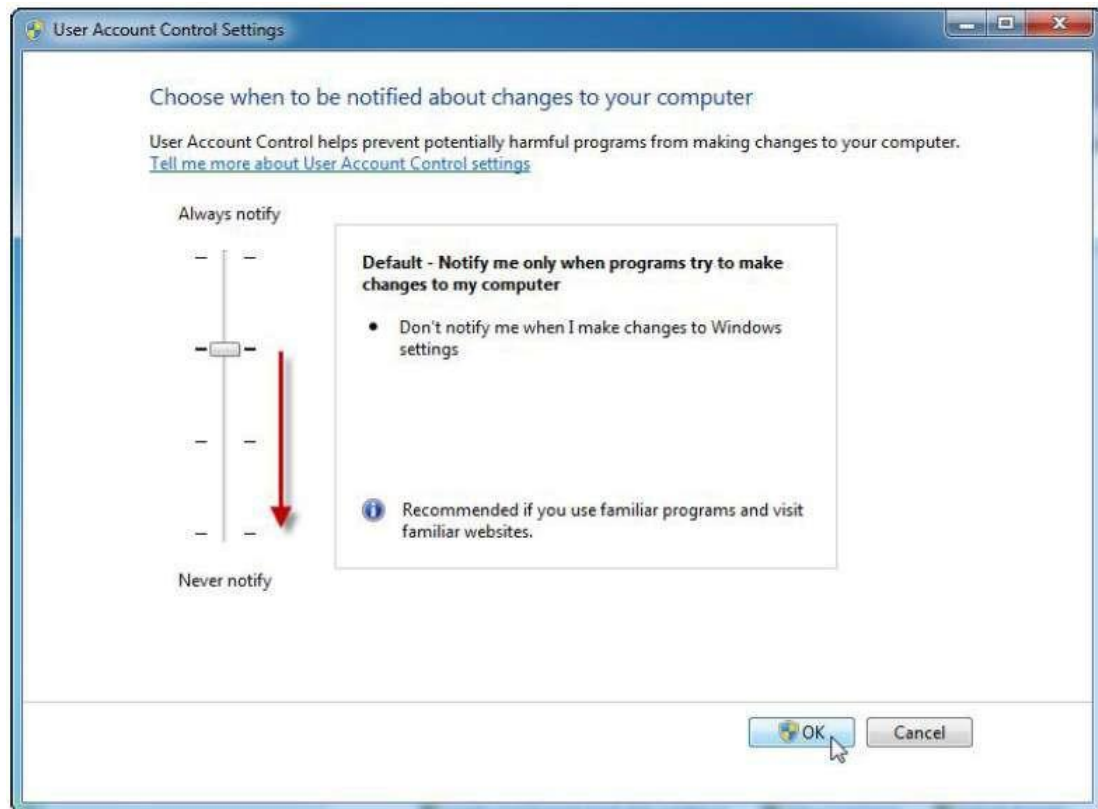 User Account Control Settings
Choose when to be notified about changes to your computer
User Account Control helps prevent potentially harmful programs from making changes to your computer.
Tell me more about User Account Control settings
Always notify
Default - Notify me only when programs try to make
changes to my computer
• Don't notify me when I make changes to Windows
settings
Recommended if you use familiar programs and visit
familiar websites.
Never notify
OK
Cancel